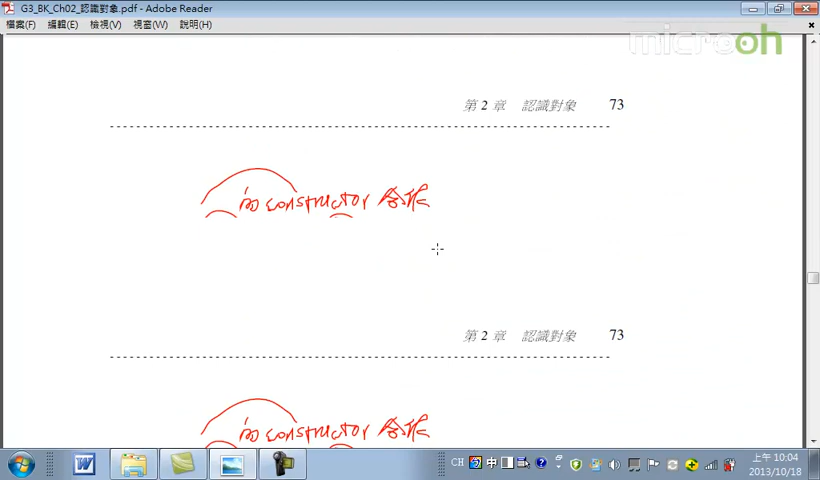 G3_BK_Ch02_認識對象.pdf - Adobe Reader
檔案(F) 編輯(E) 檢視(V) 視窗(W) 說明(H)
microoh
第 2 章 認識對象 73
的 constructor
第 2 章 認識對象 73
的 constructor
CH 中
上午 10:04
2013/10/18